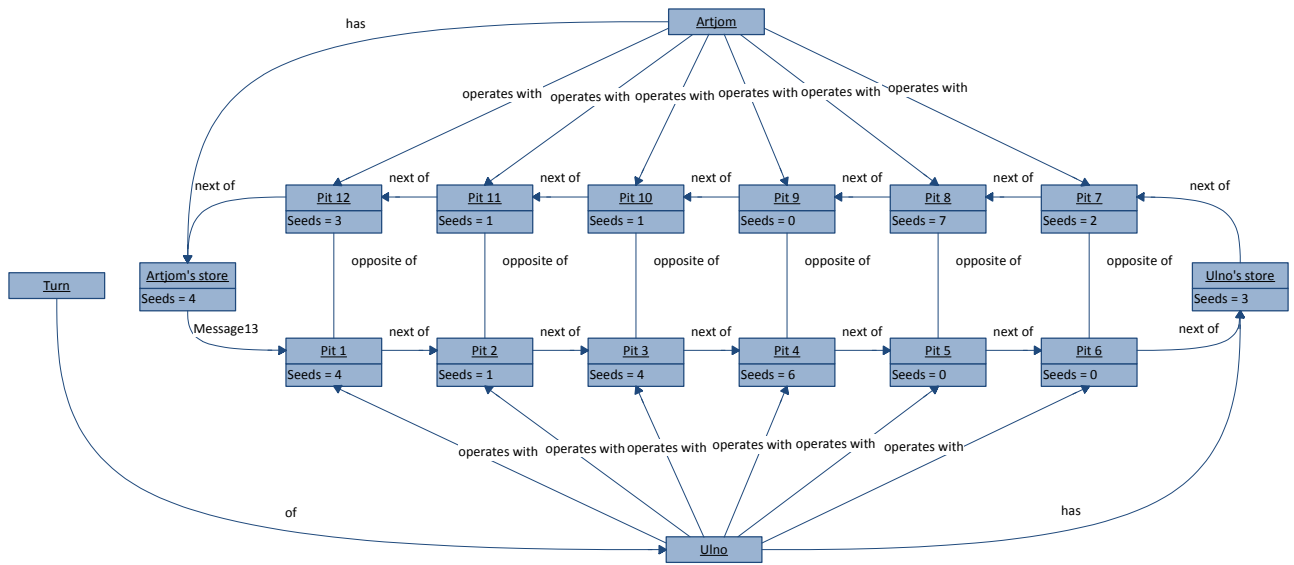 Artjom
has
operates with operates with operates with operates with operates with operates with
next of next of next of next of next of next of next of
Pit 12 Pit 11 Pit 10 Pit 9 Pit 8 Pit 7
Seeds = 3 Seeds = 1 Seeds = 1 Seeds = 0 Seeds = 7 Seeds = 2
opposite of opposite of opposite of opposite of opposite of opposite of
Turn Artjom's store Ulno's store
Seeds = 4 Seeds = 3
Message13 next of next of next of next of next of next of
Pit 1 Pit 2 Pit 3 Pit 4 Pit 5 Pit 6
Seeds = 4 Seeds = 1 Seeds = 4 Seeds = 6 Seeds = 0 Seeds = 0
operates with operates with operates with operates with operates with operates with
of has
Ulno